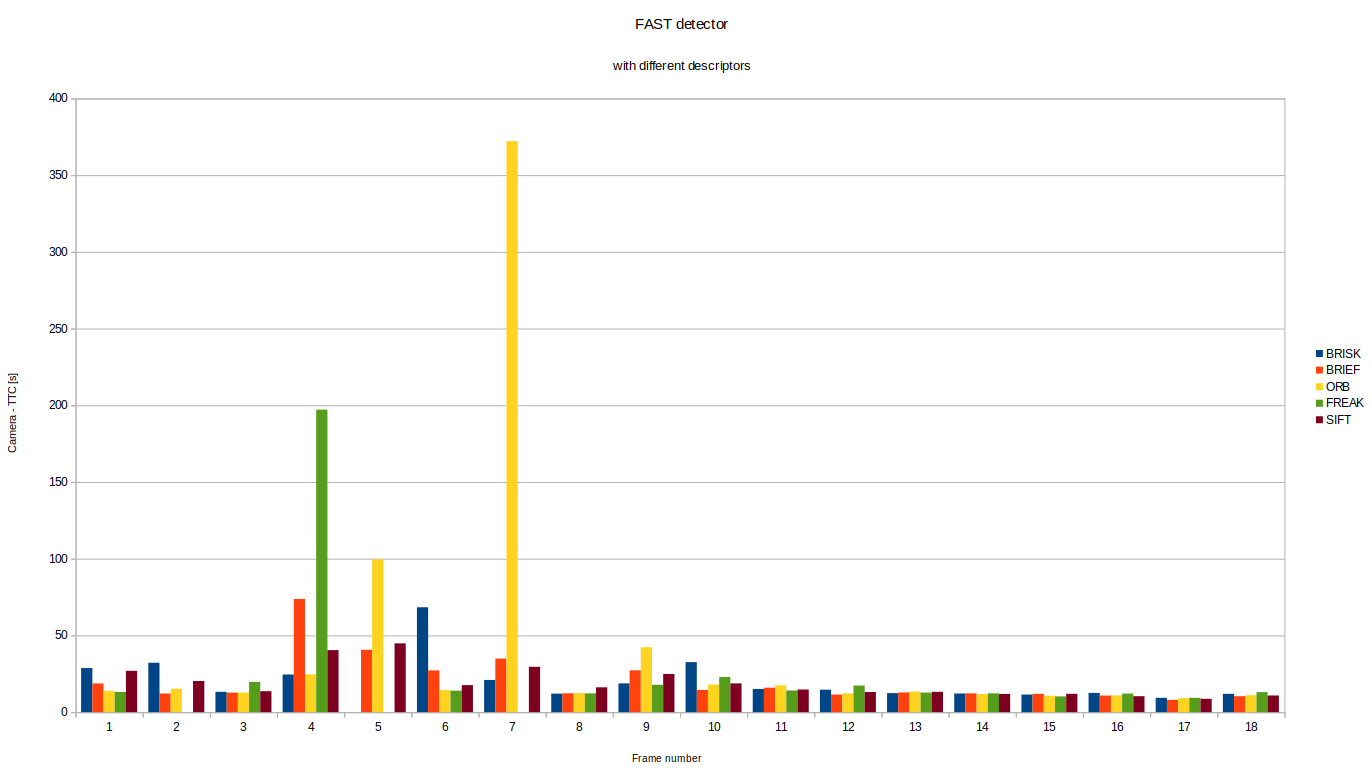 FAST detector
with different descriptors
Camera - TTC [s]
400
350
300
250
200
150
100
50
0
1 2 3 4 5 6 7 8 9 10 11 12 13 14 15 16 17 18
Frame number
BRISK
BRIEF
ORB
FREAK
SIFT